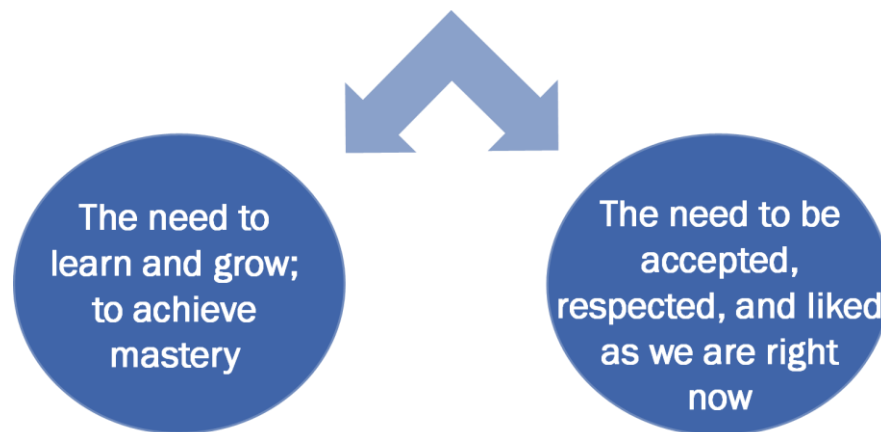 The need to
learn and grow;
to achieve
mastery
The need to be
accepted,
respected, and liked
as we are right
now